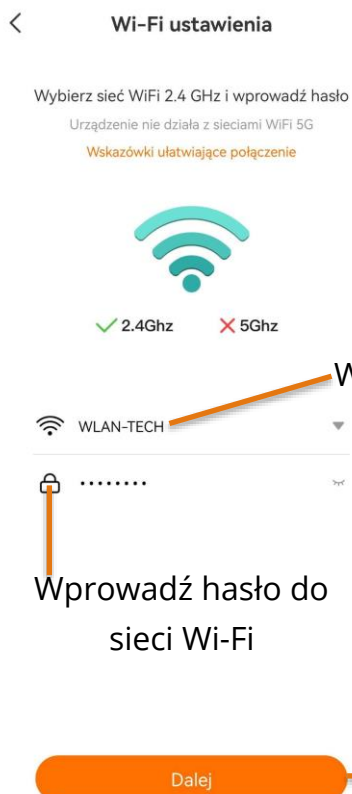 Wi-Fi ustawienia
Wybierz sieć WiFi 2.4 GHz i wprowadź hasło
Urządzenie nie działa z sieciami WiFi 5G
Wskazówki ułatwiające połączenie
2.4Ghz 5Ghz
W
WLAN-TECH
••••••••
Wprowadź hasło do
sieci Wi-Fi
Dalej